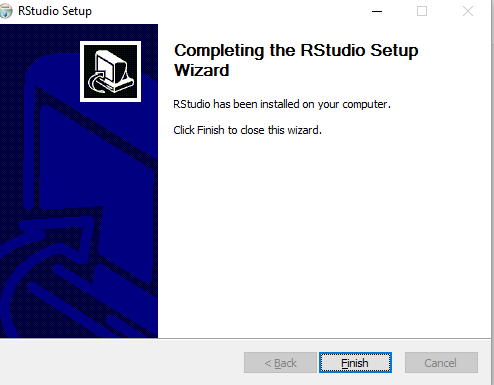 RStudio Setup
Completing the RStudio Setup
Wizard
RStudio has been installed on your computer.
Click Finish to close this wizard.
< Back
Finish
Cancel